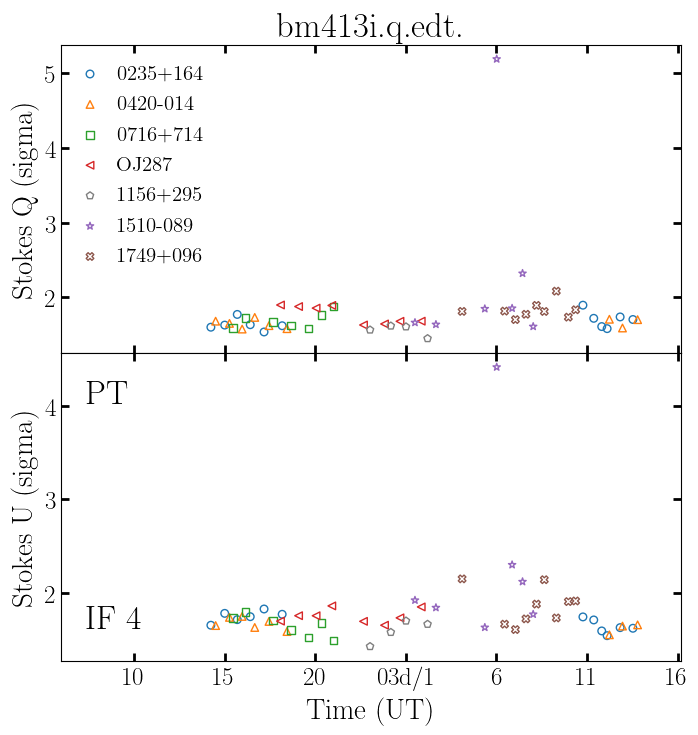 bm413i.q.edt.
Stokes Q (sigma)
5
4
3
2
0235+164
0420-014
0716+714
OJ287
1156+295
1510-089
1749+096
Stokes U (sigma)
4
3
2
PT
IF 4
10 15 20 03d/1 6 11 16
Time (UT)